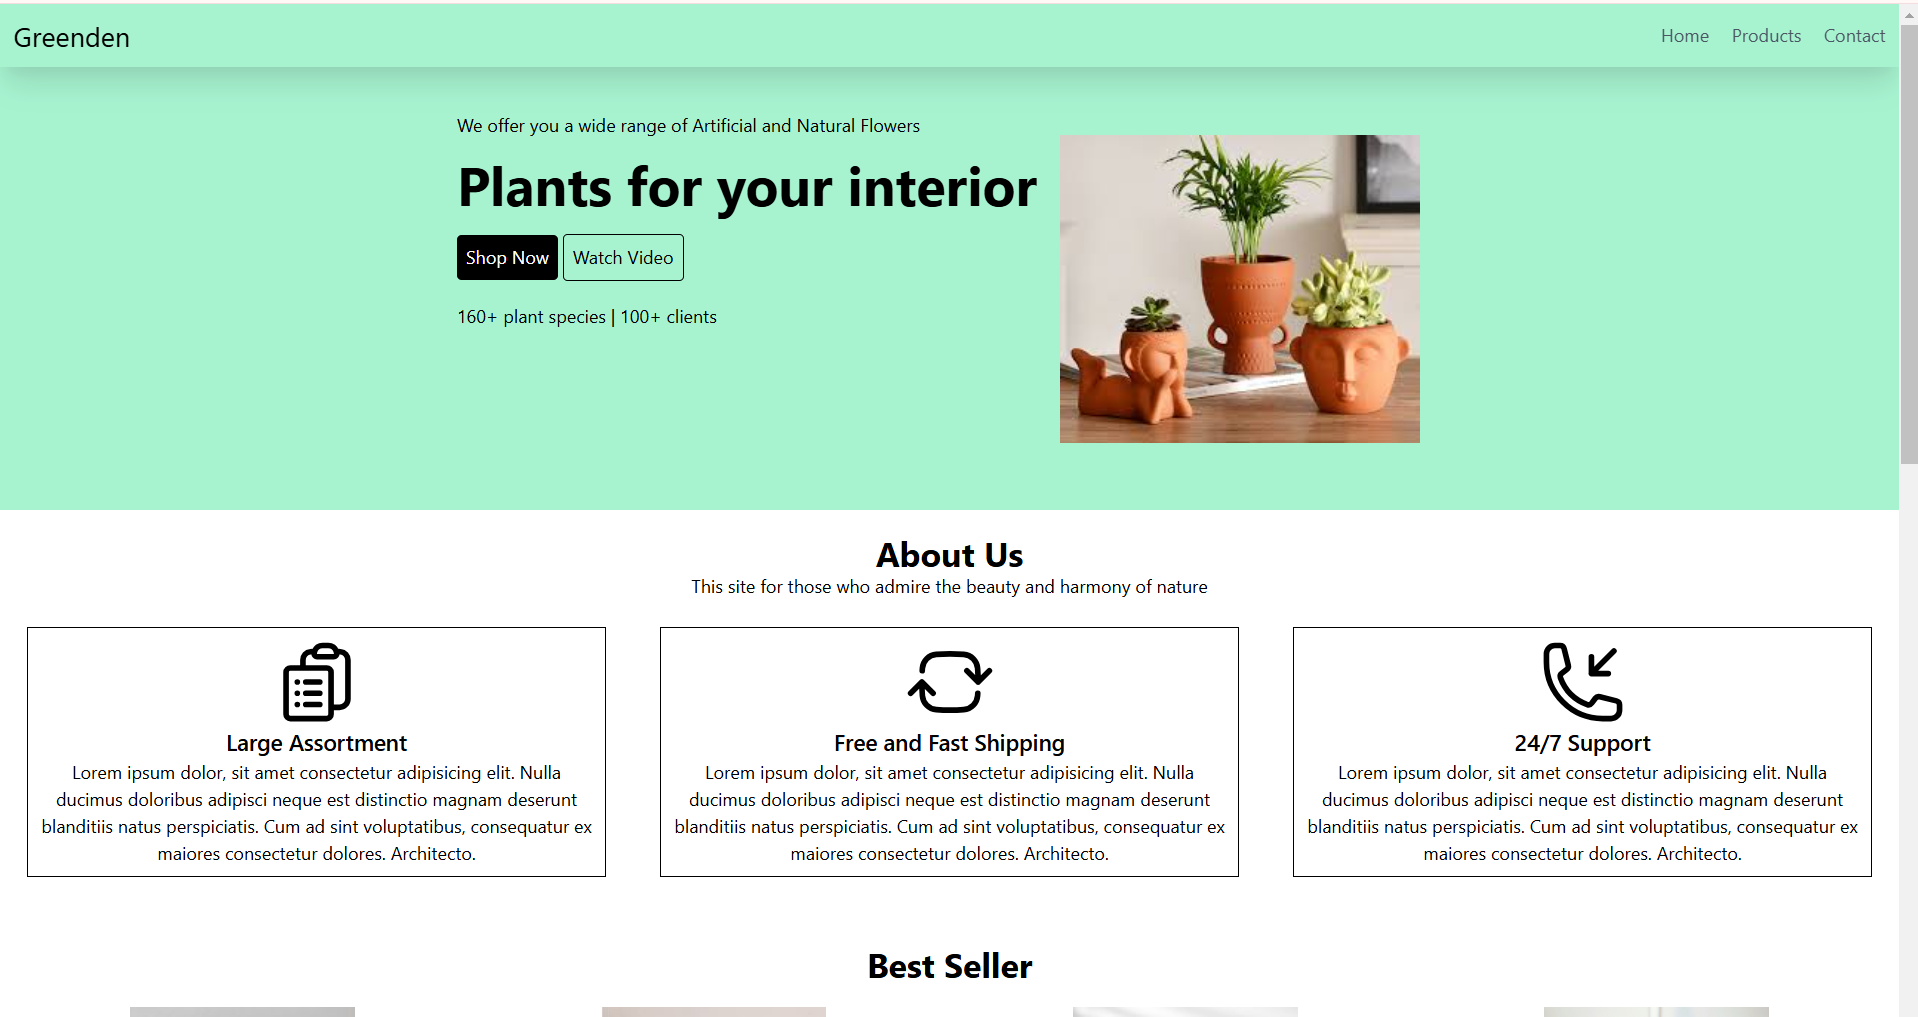 Greenden
Home Products Contact
We offer you a wide range of Artificial and Natural Flowers
Plants for your interior
Shop Now Watch Video
160+ plant species | 100+ clients
About Us
This site for those who admire the beauty and harmony of nature
Large Assortment
Lorem ipsum dolor, sit amet consectetur adipisicing elit. Nulla
ducimus doloribus adipisci neque est distinctio magnam deserunt
blanditiis natus perspiciatis. Cum ad sint voluptatibus, consequatur ex
maiores consectetur dolores. Architecto.
Free and Fast Shipping
Lorem ipsum dolor, sit amet consectetur adipisicing elit. Nulla
ducimus doloribus adipisci neque est distinctio magnam deserunt
blanditiis natus perspiciatis. Cum ad sint voluptatibus, consequatur ex
maiores consectetur dolores. Architecto.
24/7 Support
Lorem ipsum dolor, sit amet consectetur adipisicing elit. Nulla
ducimus doloribus adipisci neque est distinctio magnam deserunt
blanditiis natus perspiciatis. Cum ad sint voluptatibus, consequatur ex
maiores consectetur dolores. Architecto.
Best Seller